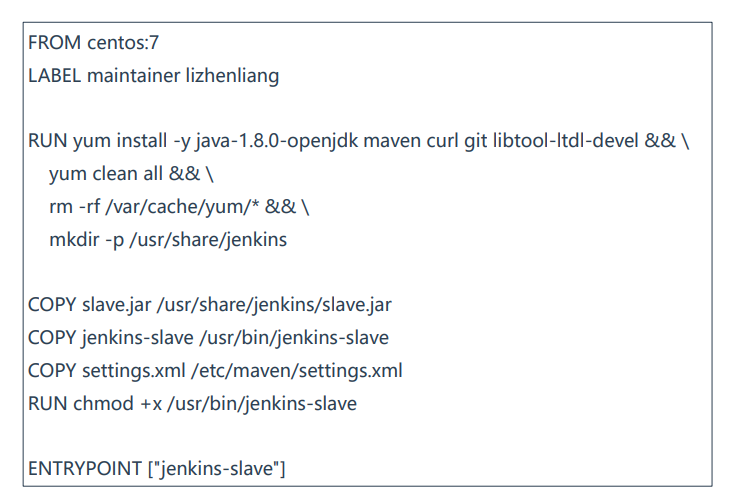 FROM centos:7
LABEL maintainer lizhenliang
RUN yum install -y java-1.8.0-openjdk maven curl git libtool-ltdl-devel && \
yum clean all && \
rm -rf /var/cache/yum/* && \
mkdir -p /usr/share/jenkins
COPY slave.jar /usr/share/jenkins/slave.jar
COPY jenkins-slave /usr/bin/jenkins-slave
COPY settings.xml /etc/maven/settings.xml
RUN chmod +x /usr/bin/jenkins-slave
ENTRYPOINT ["jenkins-slave"]